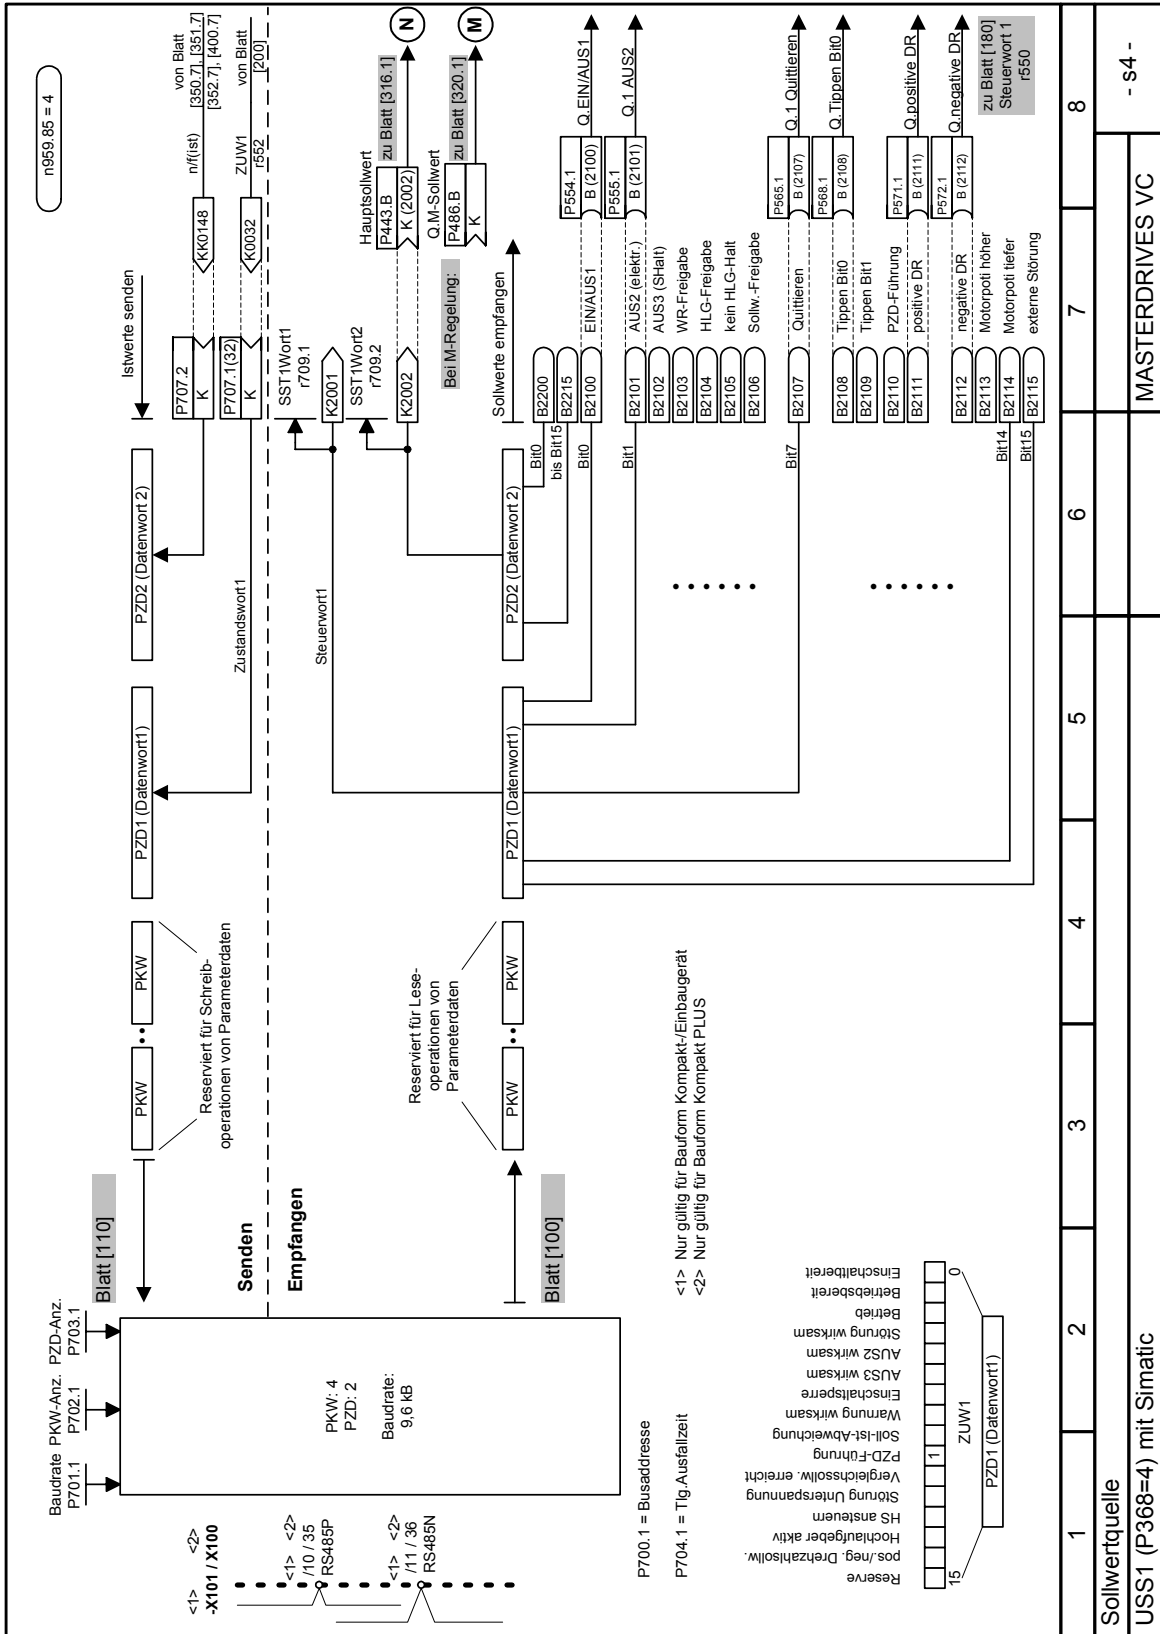 n959.85 = 4
Baudrate
P701.1
PKW-Anz.
P702.1
PZD-Anz.
P703.1
Blatt [110]
PKW
PKW
Reserviert für Schreib-
operationen von Parameterdaten
PZD1 (Datenwort1)
PZD2 (Datenwort 2)
Istwerte senden
P707.2
K
KK0148
n/f(ist)
von Blatt
[350.7], [351.7]
[352.7], [400.7]
P707.1(32)
K
K0032
ZUW1
r552
von Blatt
[200]
Zustandswort1
Senden
Empfangen
<1> <2>
-X101 / X100
<1> <2>
/10 / 35
RS485P
<1> <2>
/11 / 36
RS485N
PKW: 4
PZD: 2
Baudrate:
9,6 kB
Steuerwort1
SST1Wort1
r709.1
K2001
SST1Wort2
r709.2
K2002
Hauptsollwert
P443.B
K (2002)
zu Blatt [316.1]
N
Bei M-Regelung:
Q.M-Sollwert
P486.B
K
zu Blatt [320.1]
M
Blatt [100]
PKW
PKW
Reserviert für Lese-
operationen von
Parameterdaten
PZD1 (Datenwort1)
PZD2 (Datenwort 2)
Sollwerte empfangen
Bit0
B2200
bis Bit15
B2215
Bit0
B2100
EIN/AUS1
P554.1
B (2100)
Q.EIN/AUS1
Bit1
B2101
AUS2 (elektr.)
P555.1
B (2101)
Q.1 AUS2
B2102
AUS3 (SHalt)
B2103
WR-Freigabe
B2104
HLG-Freigabe
B2105
kein HLG-Halt
B2106
Sollw.-Freigabe
Bit7
B2107
Quittieren
P565.1
B (2107)
Q.1 Quittieren
B2108
Tippen Bit0
P568.1
B (2108)
Q.Tippen Bit0
B2109
Tippen Bit1
B2110
PZD-Führung
B2111
positive DR
P571.1
B (2111)
Q.positive DR
B2112
negative DR
P572.1
B (2112)
Q.negative DR
B2113
Motorpoti höher
Bit14
B2114
Motorpoti tiefer
Bit15
B2115
externe Störung
zu Blatt [180]
Steuerwort 1
r550
P700.1 = Busaddresse
P704.1 = Tlg.Ausfallzeit
<1> Nur gültig für Bauform Kompakt-/Einbaugerät
<2> Nur gültig für Bauform Kompakt PLUS
Reserve
pos./neg. Drehzahlsollw.
Hochlaufgeber aktiv
HS ansteuern
Störung Unterspannung
Vergleichssollw. erreicht
PZD-Führung
Soll-Ist-Abweichung
Warnung wirksam
Einschaltsperre
AUS3 wirksam
AUS2 wirksam
Störung wirksam
Betrieb
Betriebsbereit
Einschaltbereit
1
15
ZUW1
0
PZD1 (Datenwort1)
1 2 3 4 5 6 7 8
Sollwertquelle
USS1 (P368=4) mit Simatic
MASTERDRIVES VC
- s4 -